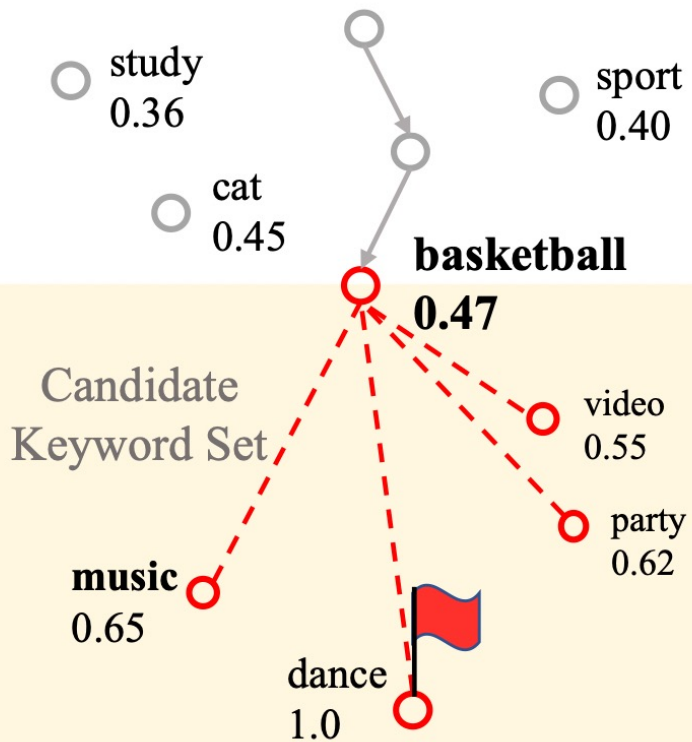 study
0.36
sport
0.40
cat
0.45
basketball
0.47
Candidate
Keyword Set
video
0.55
party
0.62
music
0.65
dance
1.0